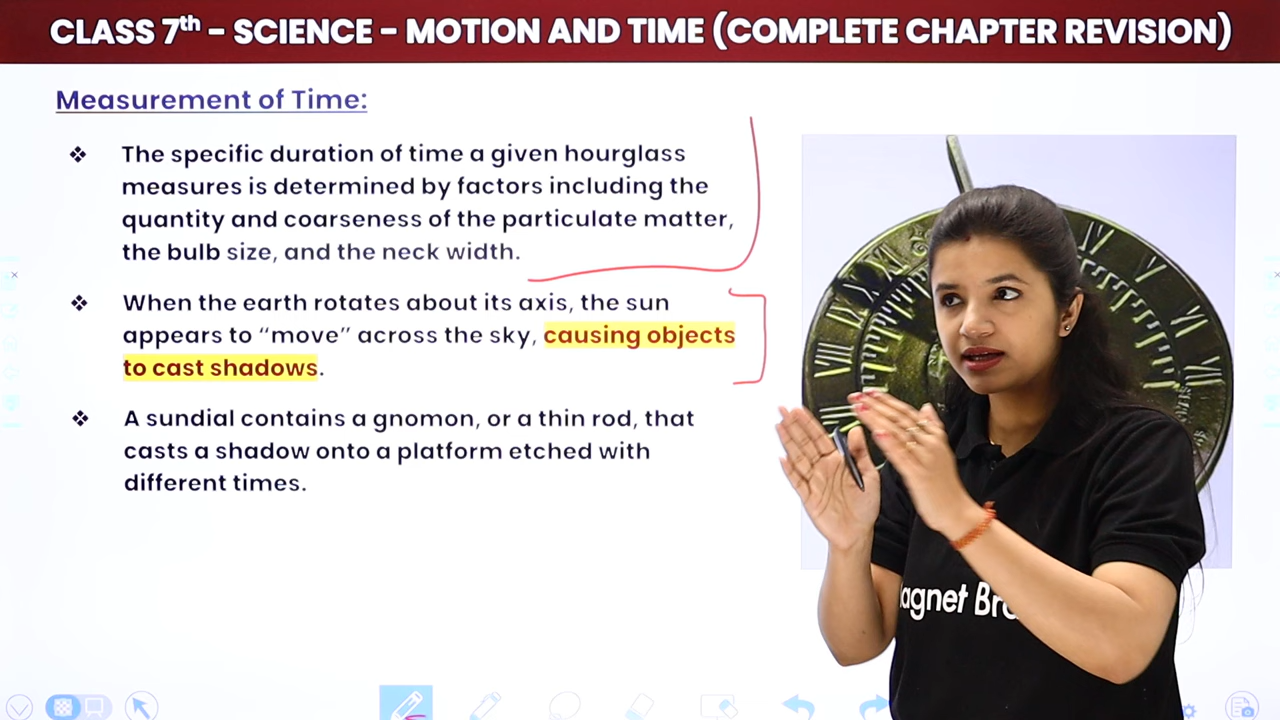 CLASS 7th – SCIENCE – MOTION AND TIME (COMPLETE CHAPTER REVISION)
Measurement of Time:
❖ The specific duration of time a given hourglass
measures is determined by factors including the
quantity and coarseness of the particulate matter,
the bulb size, and the neck width.
❖ When the earth rotates about its axis, the sun
appears to “move” across the sky, causing objects
to cast shadows.
❖ A sundial contains a gnomon, or a thin rod, that
casts a shadow onto a platform etched with
different times.
agnet Br